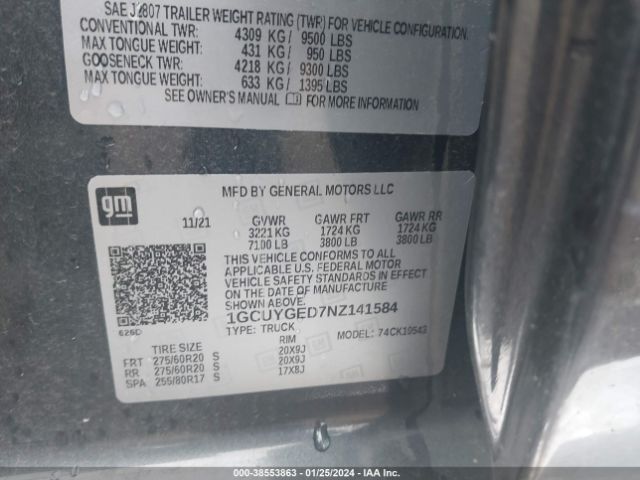 SAE J2807 TRAILER WEIGHT RATING (TWR) FOR VEHICLE CONFIGURATION.
CONVENTIONAL TWR: 4309 KG/ 9500 LBS
MAX TONGUE WT: 431 KG/ 950 LBS
GOOSENECK TWR: 4218 KG/ 9300 LBS
MAX TONGUE WT: 633 KG/ 1395 LBS
SEE OWNER'S MANUAL FOR MORE INFORMATION
gm
MFD BY GENERAL MOTORS LLC
11/21 GVWR GAWR FRT GAWR RR
3221 KG 1724 KG 1724 KG
7100 LB 3800 LB 3800 LB
THIS VEHICLE CONFORMS TO ALL
APPLICABLE U.S. FEDERAL MOTOR
VEHICLE SAFETY STANDARDS IN EFFECT
ON THE DATE OF MANUFACTURE
SHOWN ABOVE.
1GCUYGED7NZ141584
626D
TYPE: TRUCK MODEL: 74CK10543
TIRE SIZE RIM
FRT 275/60R20 S 20X9J
RR 275/60R20 S 20X9J
SPA 255/80R17 S 17X8J
000-38553863 - 01/25/2024 - IAA Inc.